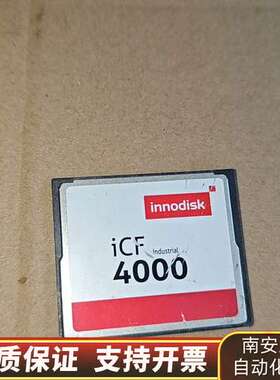 innodisk
iCF Industrial
4000
质保证 支持开票
南安
自动化